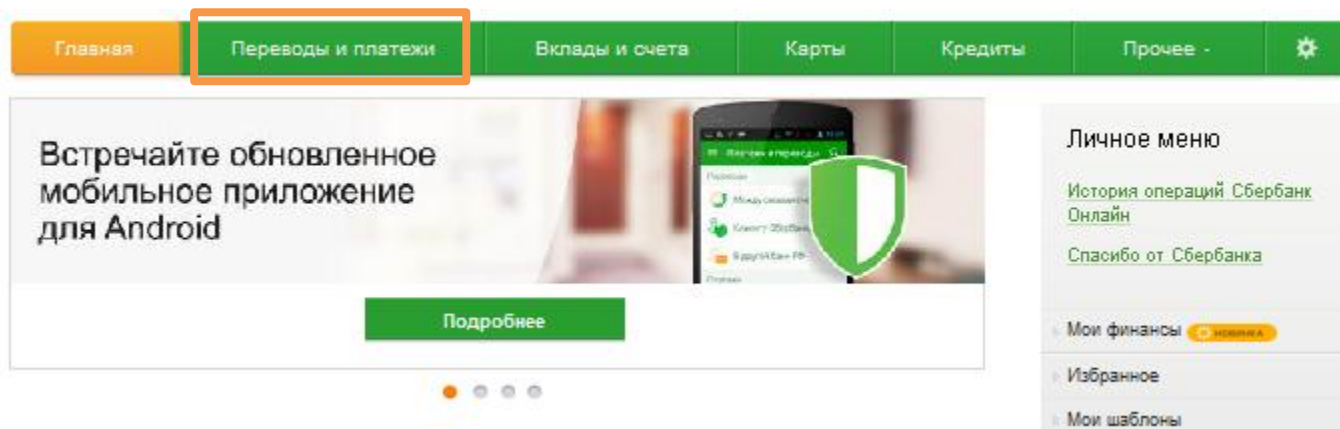 Главная Переводы и платежи Вклады и счета Карты Кредиты Прочее -
Встречайте обновленное
мобильное приложение
для Android
Подробнее
Личное меню
История операций Сбербанк
Онлайн
Спасибо от Сбербанка
Мои финансы НОВИНКА
Избранное
Мои шаблоны